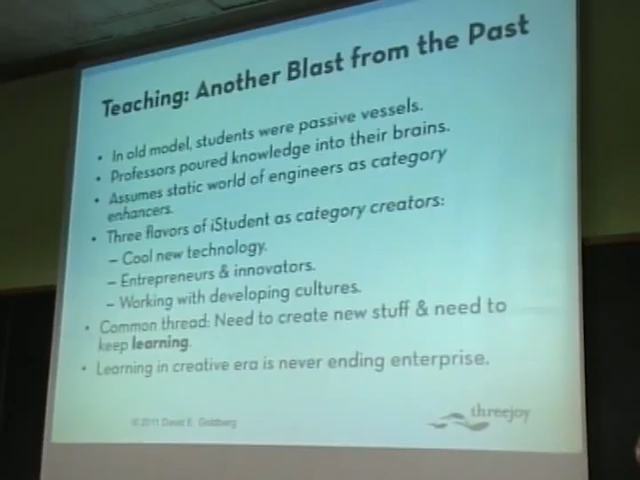 Teaching: Another Blast from the Past
• In old model, students were passive vessels.
• Professors poured knowledge into their brains.
• Assumes static world of engineers as category
enhancers.
• Three flavors of iStudent as category creators:
– Cool new technology.
– Entrepreneurs & innovators.
– Working with developing cultures.
• Common thread: Need to create new stuff & need to
keep learning.
• Learning in creative era is never ending enterprise.
© 2011 David E. Goldberg
threejoy